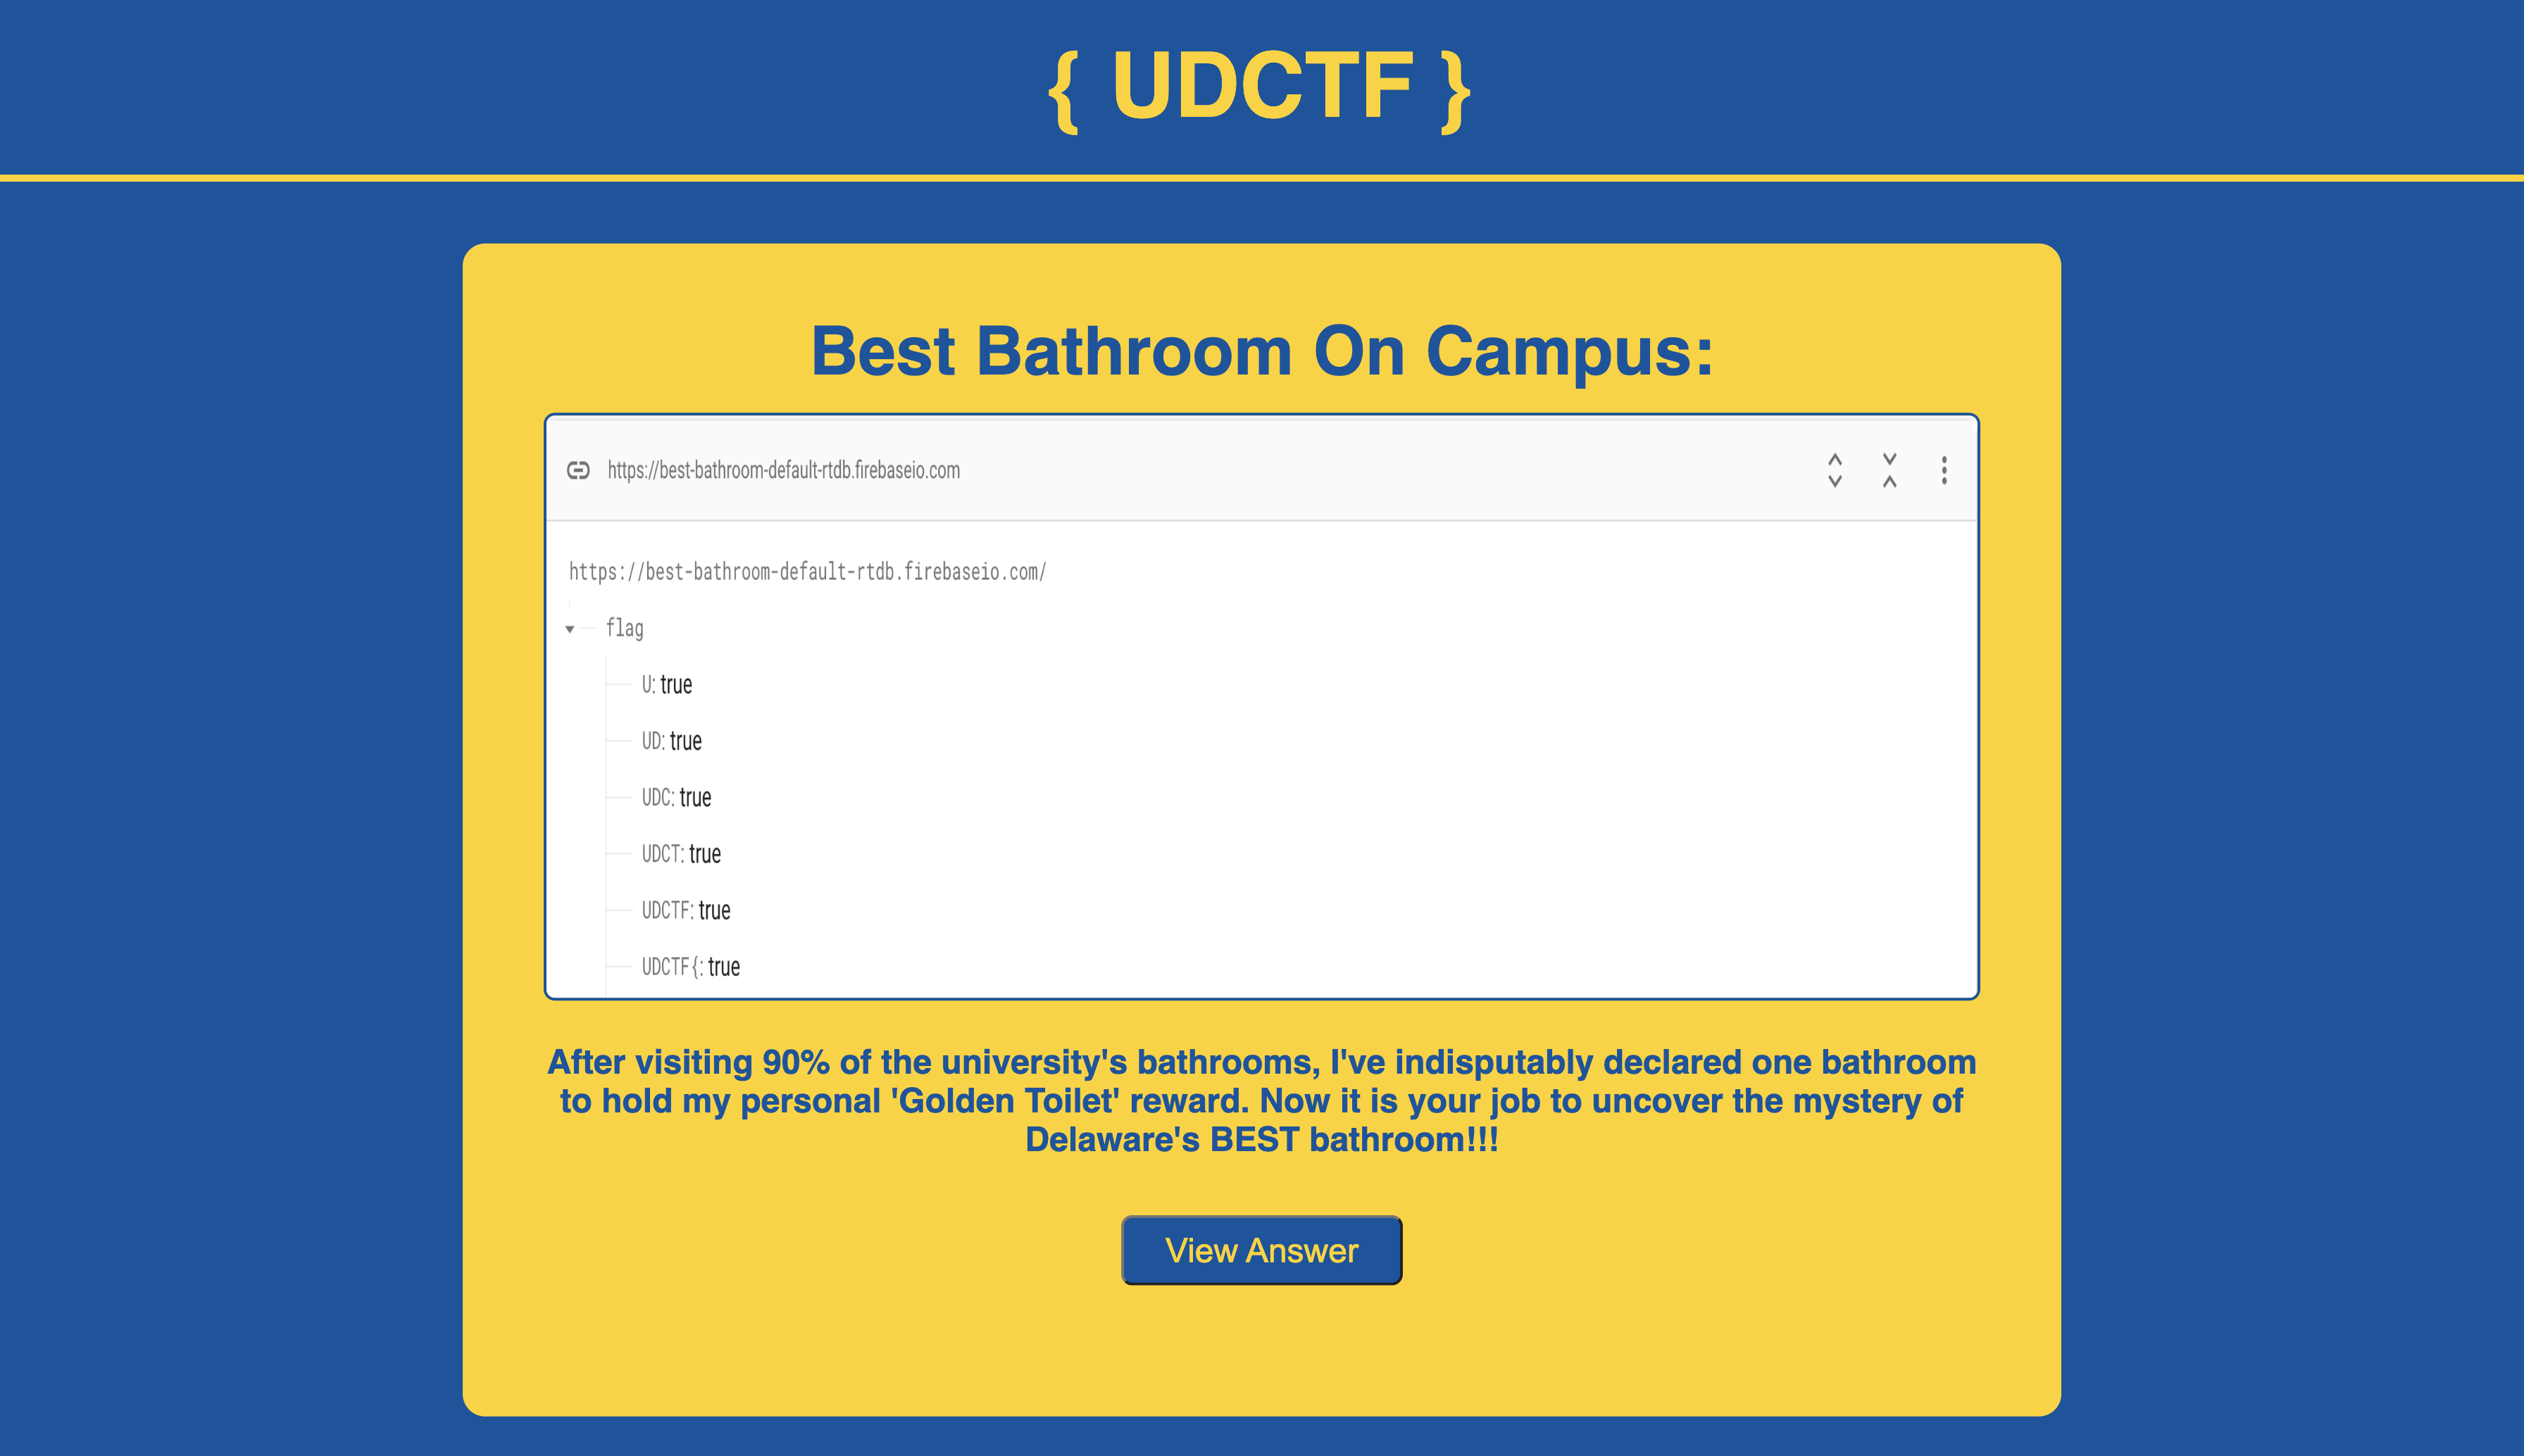 { UDCTF }
Best Bathroom On Campus:
https://best-bathroom-default-rtdb.firebaseio.com
https://best-bathroom-default-rtdb.firebaseio.com/
flag
U: true
UD: true
UDC: true
UDCT: true
UDCTF: true
UDCTF{: true
After visiting 90% of the university's bathrooms, I've indisputably declared one bathroom
to hold my personal 'Golden Toilet' reward. Now it is your job to uncover the mystery of
Delaware's BEST bathroom!!!
View Answer